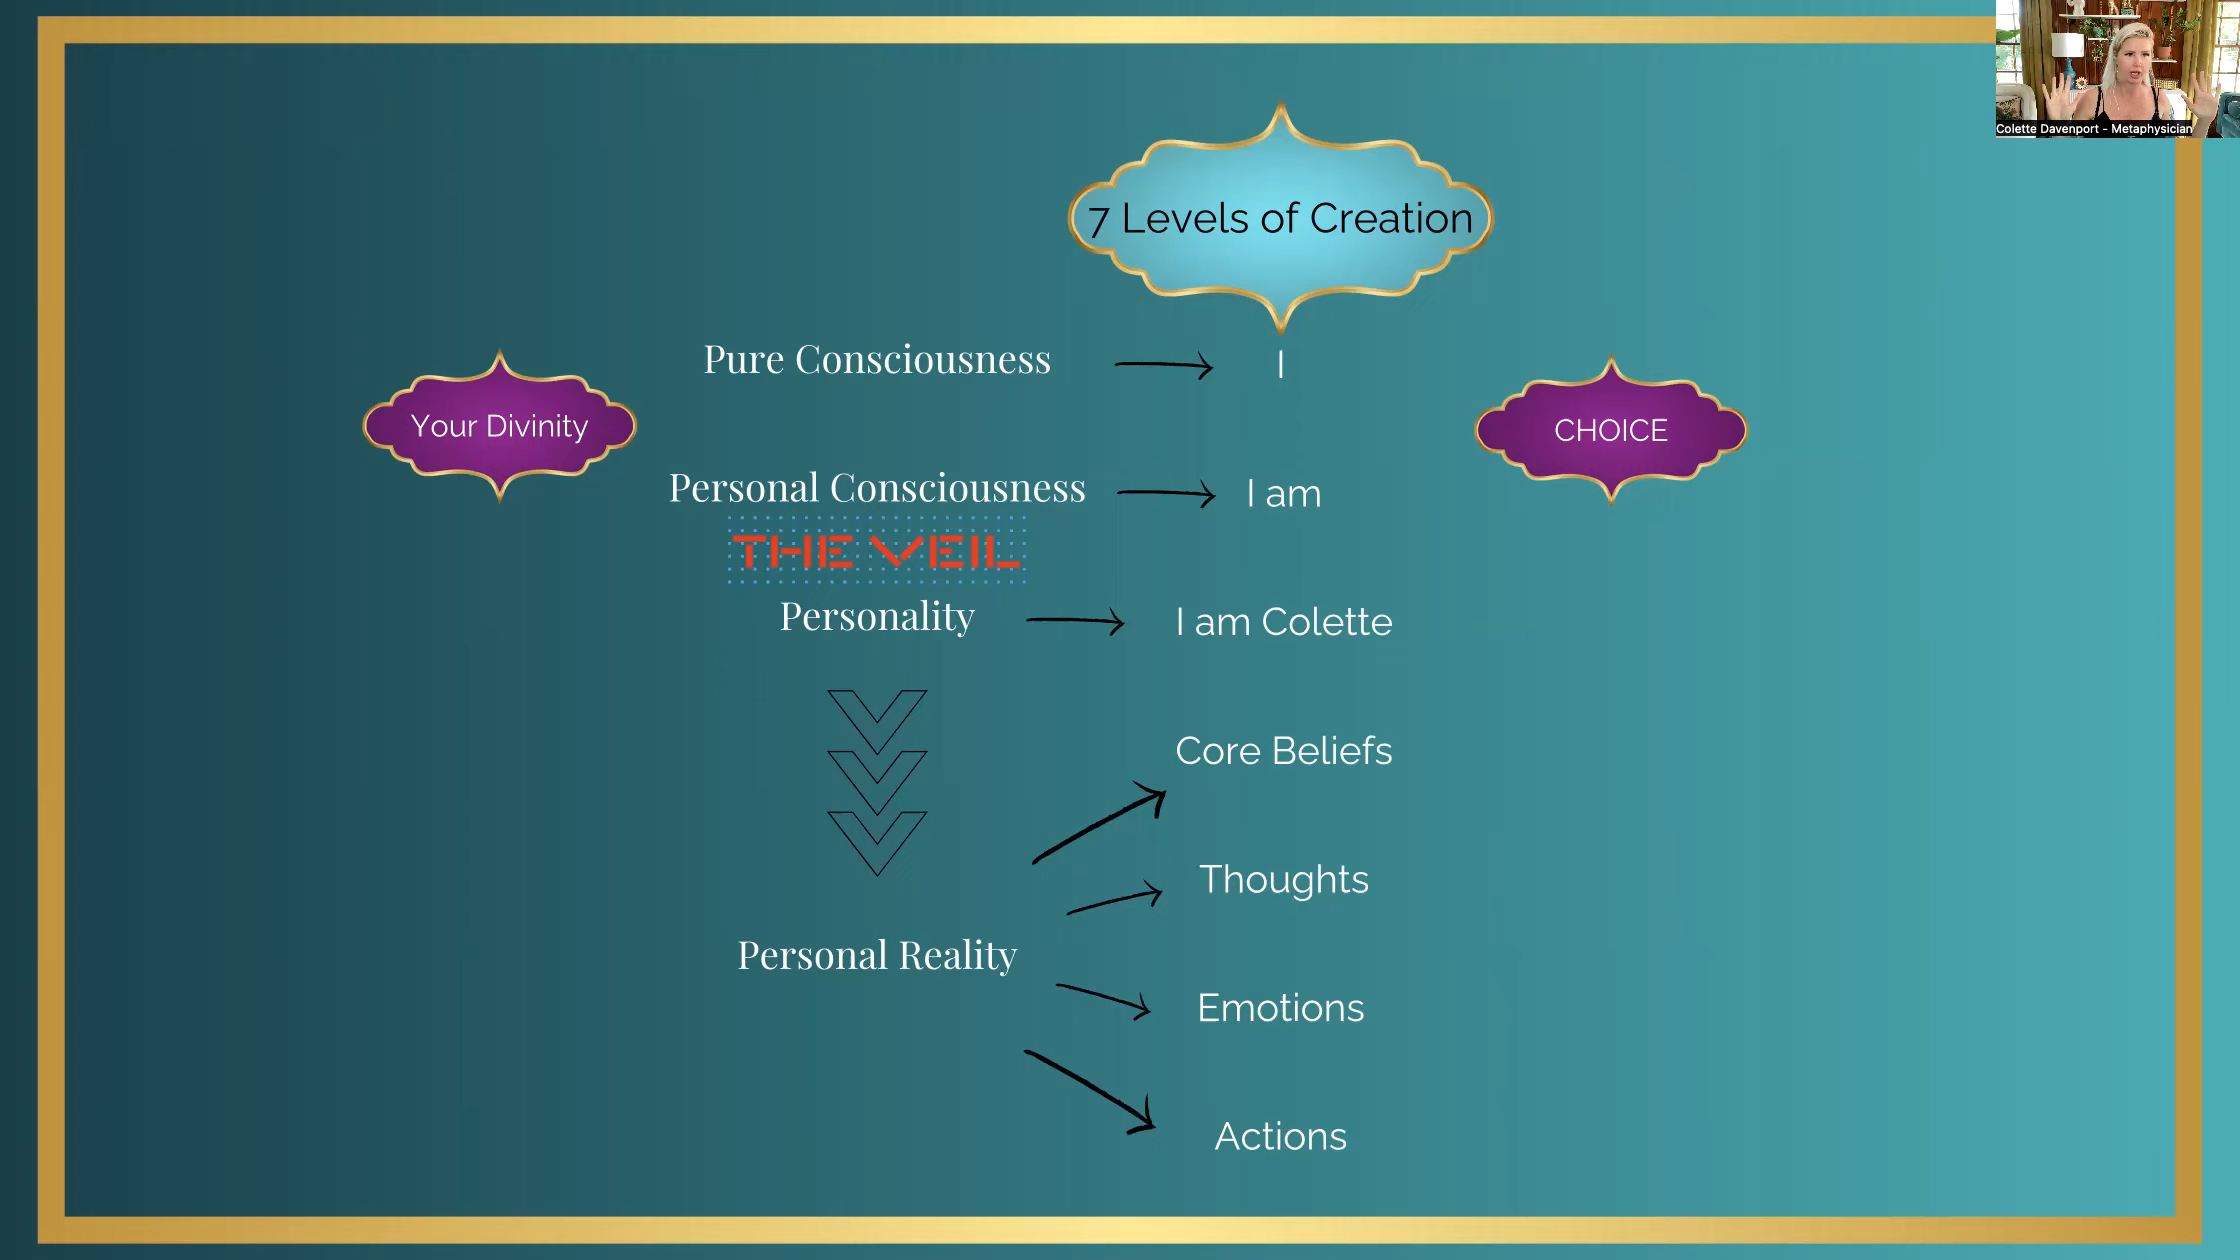 Colette Davenport - Metaphysician
7 Levels of Creation
Pure Consciousness
I
Your Divinity
CHOICE
Personal Consciousness
I am
THE VEIL
Personality
I am Colette
Core Beliefs
Thoughts
Personal Reality
Emotions
Actions